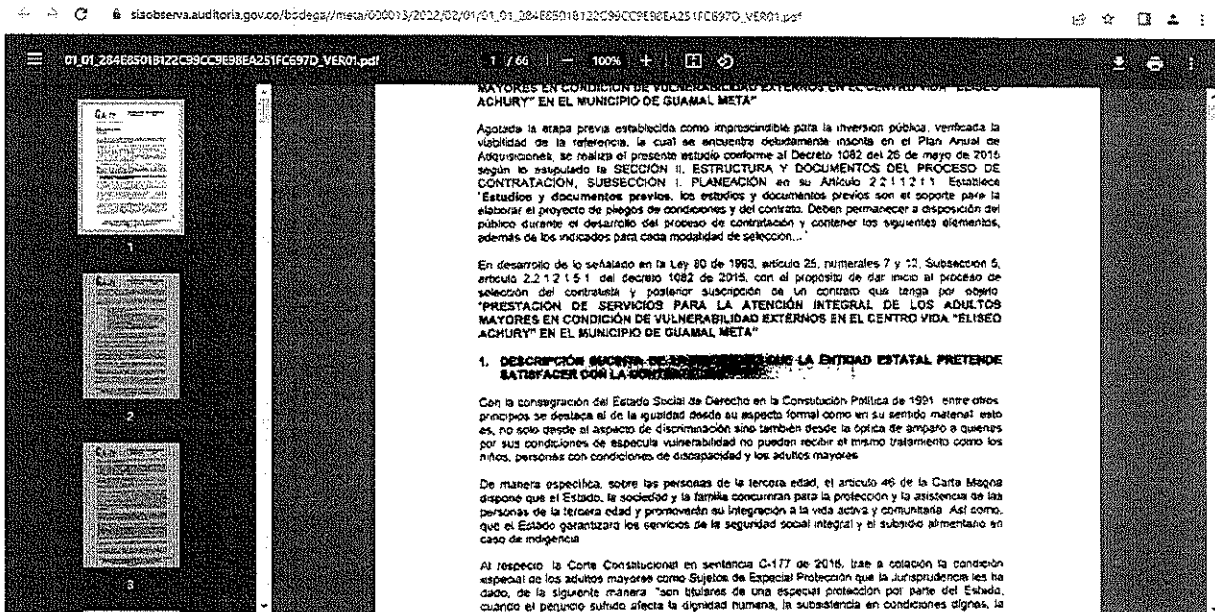 siaobserva.auditoria.gov.co/bodega//meta/000013/2022/02/01/01_01_284E85018122C99CC9E98EA251FC697D_VER01.pdf
01_01_284E85018122C99CC9E98EA251FC697D_VER01.pdf
1 / 66
100%
1
2
3
MAYORES EN CONDICIÓN DE VULNERABILIDAD EXTERNOS EN EL CENTRO VIDA "ELISEO
ACHURY" EN EL MUNICIPIO DE GUAMAL META"
Agotada la etapa previa establecida como imprescindible para la inversión pública, verificada la
viabilidad de la referencia, la cual se encuentra debidamente inscrita en el Plan Anual de
Adquisiciones, se realiza el presente estudio conforme al Decreto 1082 del 26 de mayo de 2015
según lo estipulado la SECCIÓN II. ESTRUCTURA Y DOCUMENTOS DEL PROCESO DE
CONTRATACIÓN, SUBSECCIÓN I. PLANEACIÓN en su Artículo 2 2 1 1 2 1 1 Establece
"Estudios y documentos previos, los estudios y documentos previos son el soporte para la
elaborar el proyecto de pliegos de condiciones y del contrato. Deben permanecer a disposición del
público durante el desarrollo del proceso de contratación y contener los siguientes elementos,
además de los indicados para cada modalidad de selección..."
En desarrollo de lo señalado en la Ley 80 de 1993, artículo 25, numerales 7 y 12, Subsección 5,
artículo 2.2 1 2 1 5 1 del decreto 1082 de 2015, con el propósito de dar inicio al proceso de
selección del contratista y posterior suscripción de un contrato que tenga por objeto
"PRESTACIÓN DE SERVICIOS PARA LA ATENCIÓN INTEGRAL DE LOS ADULTOS
MAYORES EN CONDICIÓN DE VULNERABILIDAD EXTERNOS EN EL CENTRO VIDA "ELISEO
ACHURY" EN EL MUNICIPIO DE GUAMAL META"
1. DESCRIPCIÓN SUCINTA DE LA QUE LA ENTIDAD ESTATAL PRETENDE
SATISFACER CON LA
Con la consagración del Estado Social de Derecho en la Constitución Política de 1991 entre otros
principios se destaca el de la igualdad desde su aspecto formal como en su sentido material esto
es, no solo desde el aspecto de discriminación sino también desde la óptica de amparo a quienes
por sus condiciones de especula vulnerabilidad no puedan recibir el mismo tratamiento como los
niños, personas con condiciones de discapacidad y los adultos mayores
De manera específica, sobre las personas de la tercera edad, el artículo 46 de la Carta Magna
dispone que el Estado, la sociedad y la familia concurrirán para la protección y la asistencia de las
personas de la tercera edad y promoverán su integración a la vida activa y comunitaria Así como,
que el Estado garantizará los servicios de la seguridad social integral y el subsidio alimentario en
caso de indigencia
Al respecto la Corte Constitucional en sentencia C-177 de 2016, trae a colación la condición
especial de los adultos mayores como Sujetos de Especial Protección que la Jurisprudencia les ha
dado, de la siguiente manera "son titulares de una especial protección por parte del Estado,
cuando el perjuicio sufrido afecta la dignidad humana, la subsistencia en condiciones dignas, la